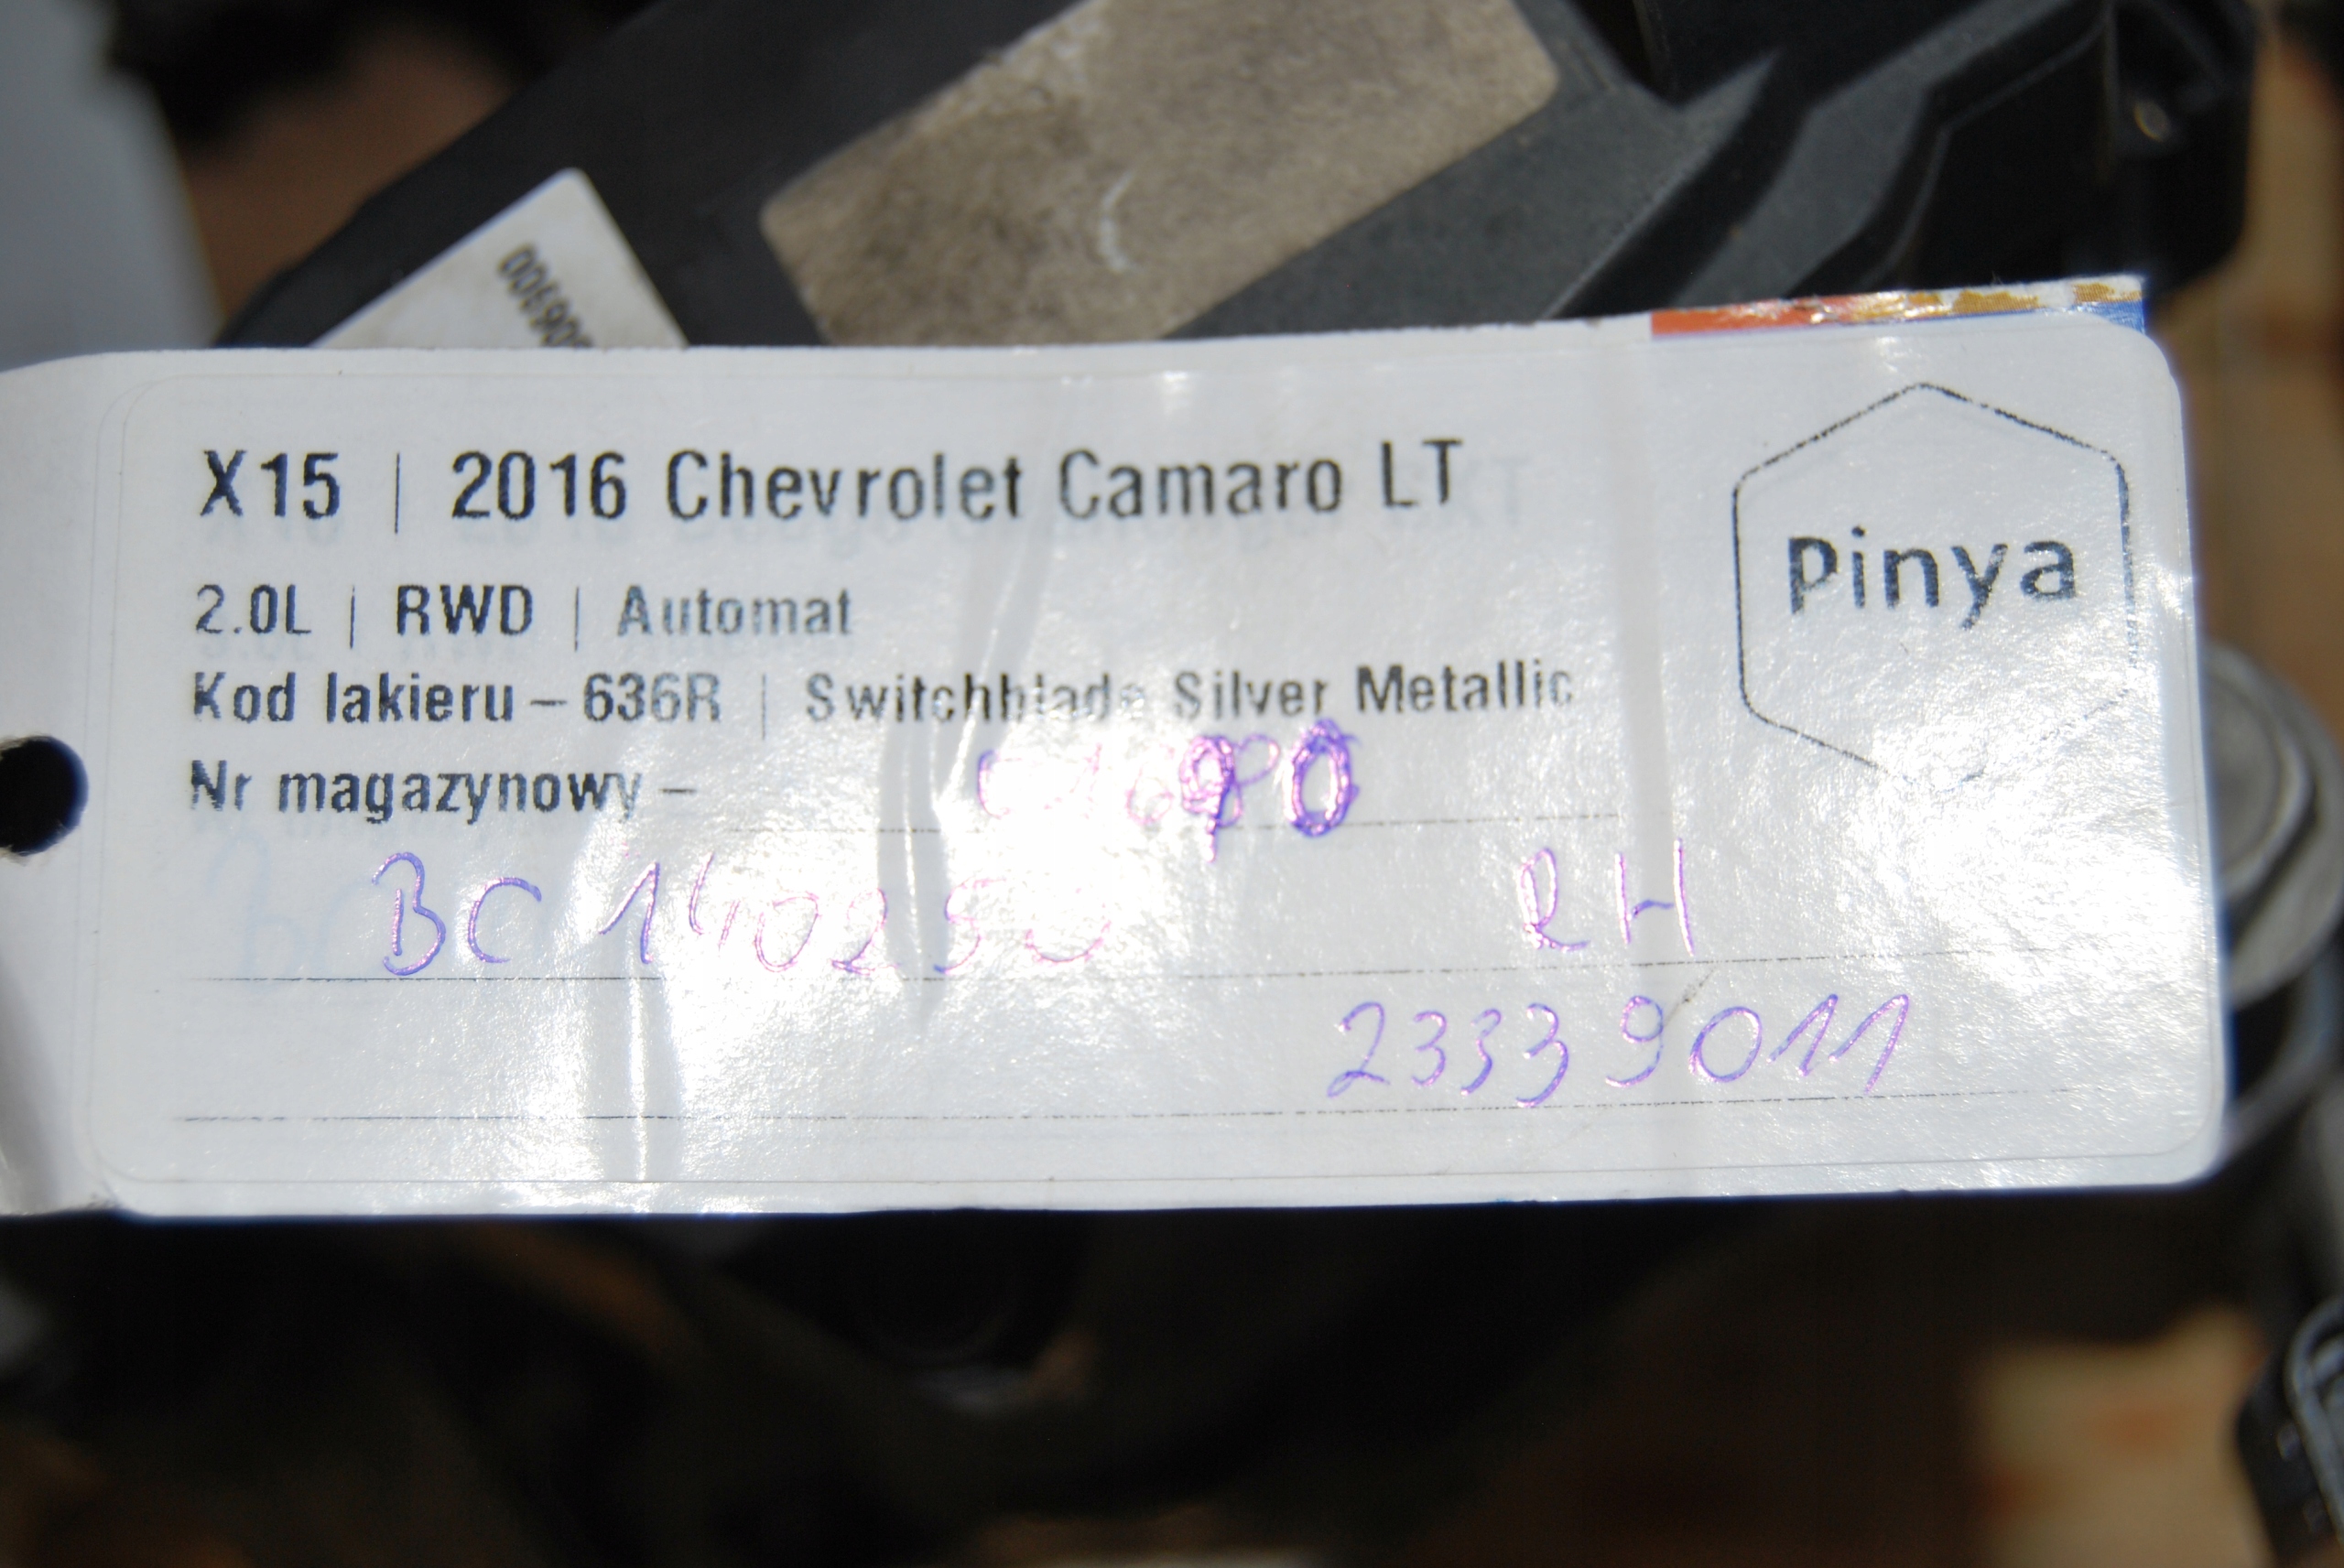 X15 | 2016 Chevrolet Camaro LT
Pinya
2.0L | RWD | Automat
Kod lakieru – 636R | Switchblade Silver Metallic
Nr magazynowy –
RH
23339011